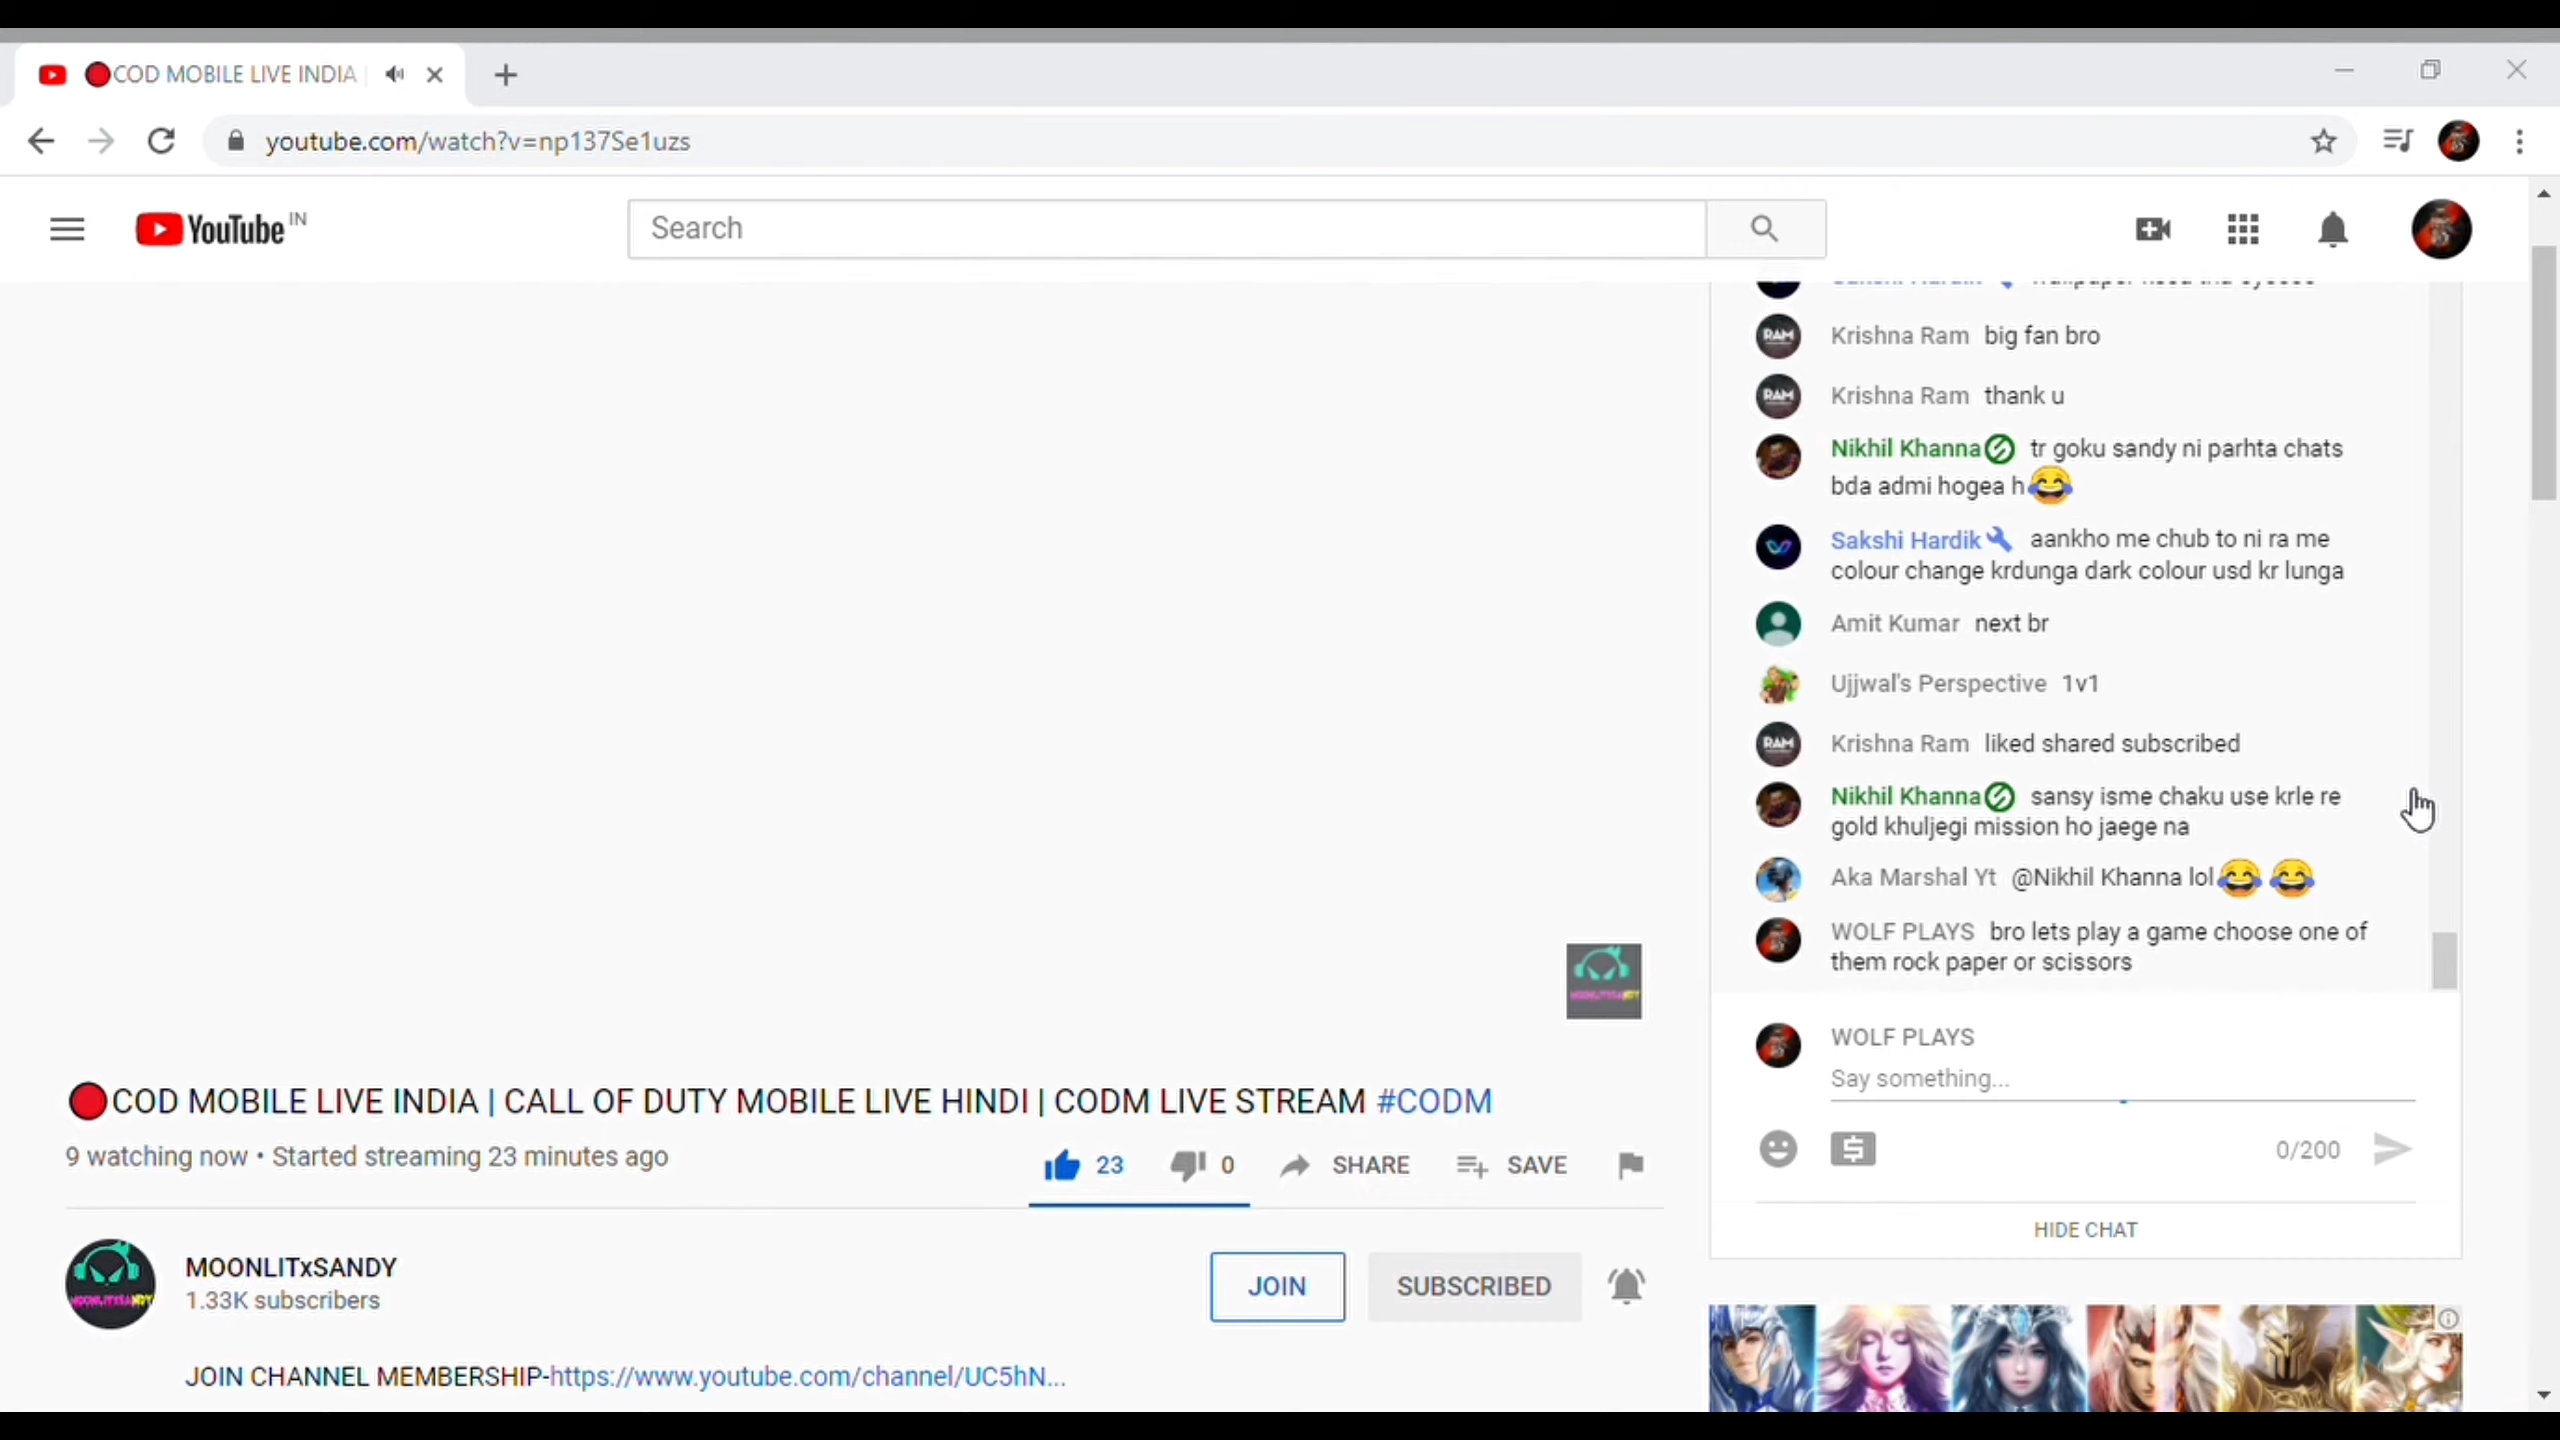 COD MOBILE LIVE INDIA
youtube.com/watch?v=np137Se1uzs
YouTube IN
Search
RAM Krishna Ram big fan bro
RAM Krishna Ram thank u
Nikhil Khanna tr goku sandy ni parhta chats
bda admi hogea h😂
Sakshi Hardik aankho me chub to ni ra me
colour change krdunga dark colour usd kr lunga
Amit Kumar next br
Ujjwal's Perspective 1v1
RAM Krishna Ram liked shared subscribed
Nikhil Khanna sansy isme chaku use krle re
gold khuljegi mission ho jaege na
Aka Marshal Yt @Nikhil Khanna lol😂😂
WOLF PLAYS bro lets play a game choose one of
them rock paper or scissors
MOONLITXSANDY
WOLF PLAYS
Say something...
0/200
HIDE CHAT
🔴COD MOBILE LIVE INDIA | CALL OF DUTY MOBILE LIVE HINDI | CODM LIVE STREAM #CODM
9 watching now • Started streaming 23 minutes ago
23 0 SHARE SAVE
MOONLITxSANDY
1.33K subscribers
JOIN SUBSCRIBED
JOIN CHANNEL MEMBERSHIP-https://www.youtube.com/channel/UC5hN...